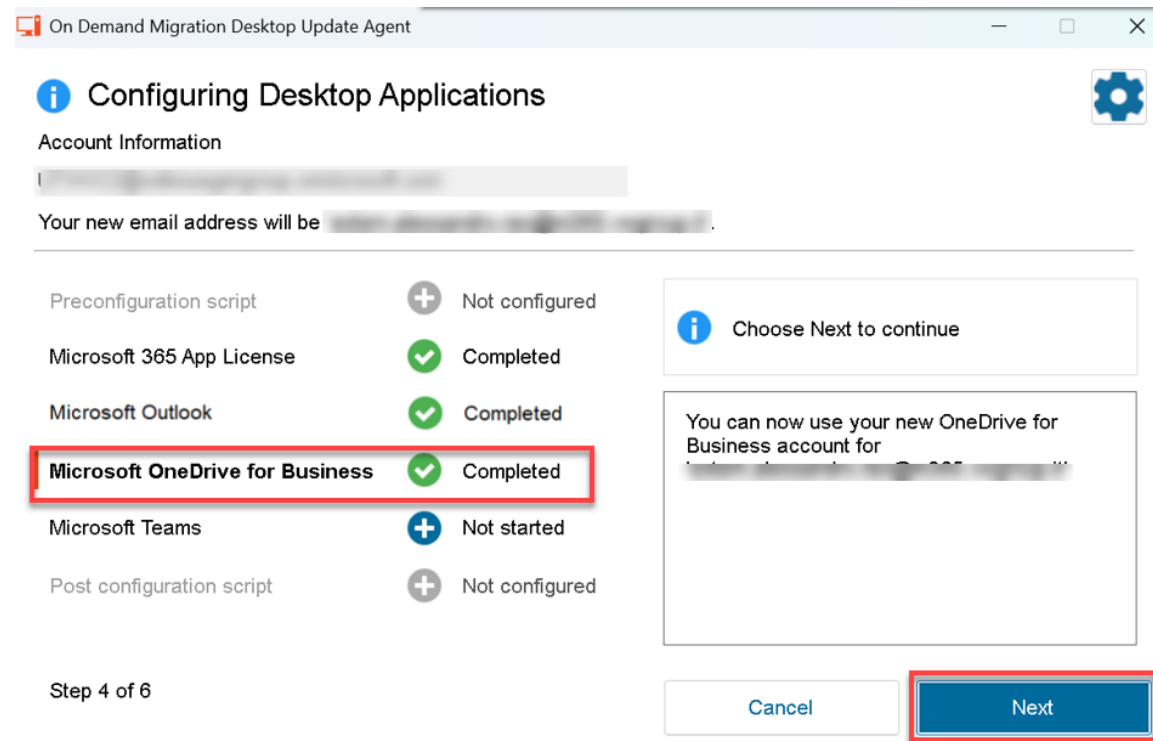 On Demand Migration Desktop Update Agent
Configuring Desktop Applications
Account Information
Your new email address will be
Preconfiguration script Not configured
Choose Next to continue
Microsoft 365 App License Completed
Microsoft Outlook Completed
You can now use your new OneDrive for
Business account for
Microsoft OneDrive for Business Completed
Microsoft Teams Not started
Post configuration script Not configured
Step 4 of 6
Cancel
Next